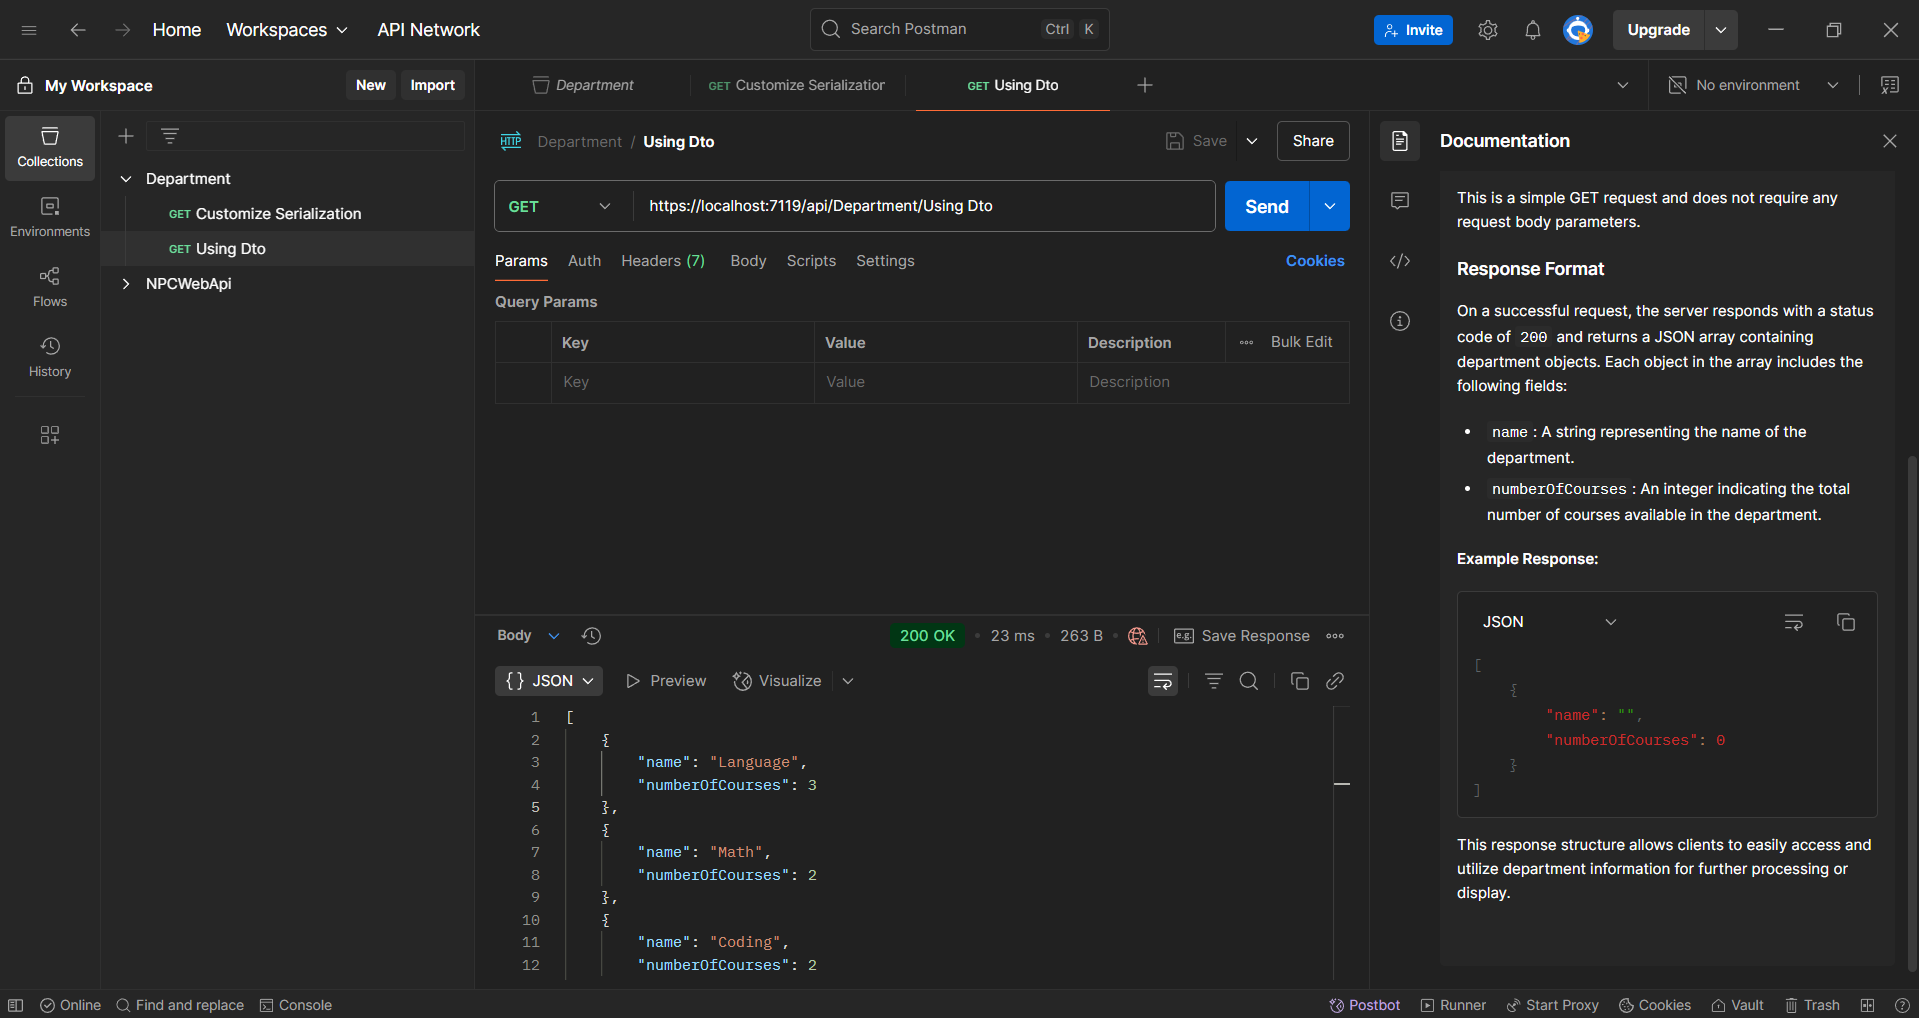 Home
Workspaces
API Network
Search Postman
Ctrl
K
Invite
Upgrade
My Workspace
New
Import
Department
GET Customize Serialization
GET Using Dto
No environment
Collections
Environments
Flows
History
Department
GET Customize Serialization
GET Using Dto
NPCWebApi
HTTP
Department / Using Dto
Save
Share
GET
https://localhost:7119/api/Department/Using Dto
Send
Params
Auth
Headers (7)
Body
Scripts
Settings
Cookies
Query Params
Key
Value
Description
Bulk Edit
Key
Value
Description
Body
200 OK
23 ms
263 B
e.g.
Save Response
{} JSON
Preview
Visualize
1 [
2 {
3 "name": "Language",
4 "numberOfCourses": 3
5 },
6 {
7 "name": "Math",
8 "numberOfCourses": 2
9 },
10 {
11 "name": "Coding",
12 "numberOfCourses": 2
Documentation
This is a simple GET request and does not require any
request body parameters.
Response Format
On a successful request, the server responds with a status
code of 200 and returns a JSON array containing
department objects. Each object in the array includes the
following fields:
• name : A string representing the name of the
department.
• numberOfCourses : An integer indicating the total
number of courses available in the department.
Example Response:
JSON
[
{
"name": "",
"numberOfCourses": 0
}
]
This response structure allows clients to easily access and
utilize department information for further processing or
display.
Online
Find and replace
Console
Postbot
Runner
Start Proxy
Cookies
Vault
Trash